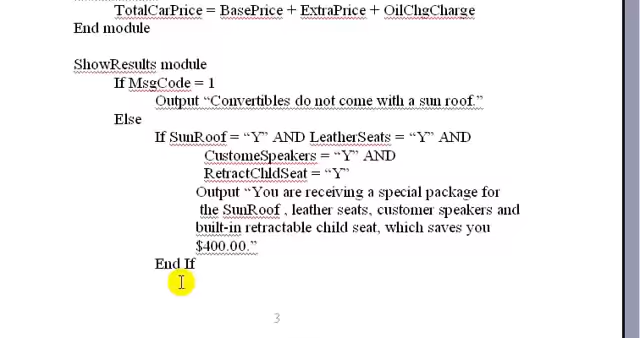 TotalCarPrice = BasePrice + ExtraPrice + OilChgCharge
End module
ShowResults module
If MsgCode = 1
Output “Convertibles do not come with a sun roof.”
Else
If SunRoof = “Y” AND LeatherSeats = “Y” AND
CustomeSpeakers = “Y” AND
RetractChldSeat = “Y”
Output “You are receiving a special package for
the SunRoof , leather seats, customer speakers and
built-in retractable child seat, which saves you
$400.00.”
End If
3